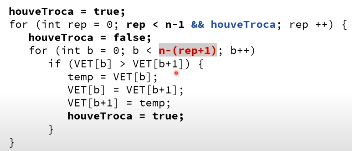 houveTroca = true;
for (int rep = 0; rep < n-1 && houveTroca; rep ++) {
houveTroca = false;
for (int b = 0; b < n-(rep+1); b++)
if (VET[b] > VET[b+1]) {
temp = VET[b];
VET[b] = VET[b+1];
VET[b+1] = temp;
houveTroca = true;
}
}